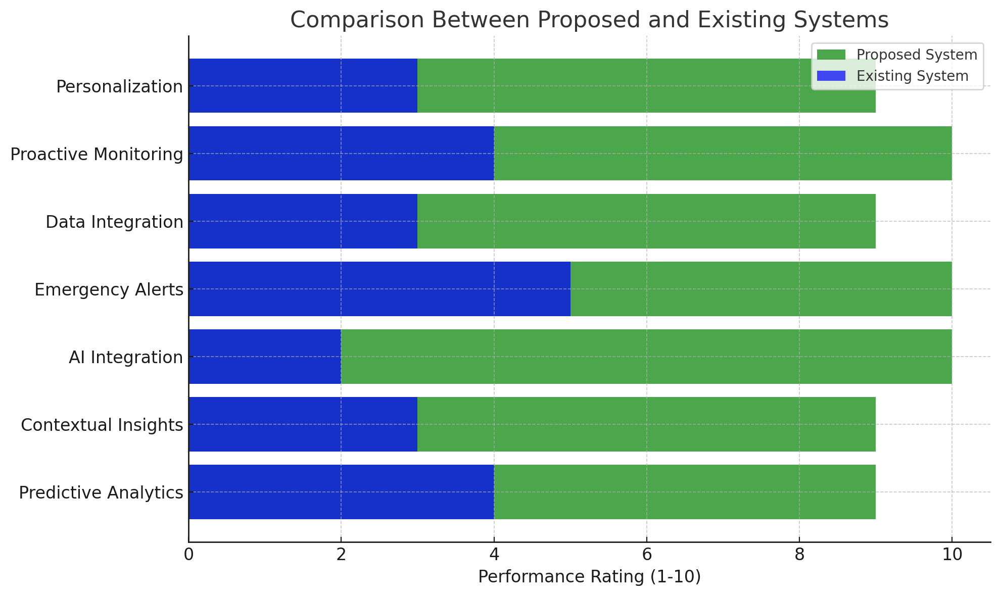 Comparison Between Proposed and Existing Systems
Proposed System
Existing System
Personalization
Proactive Monitoring
Data Integration
Emergency Alerts
AI Integration
Contextual Insights
Predictive Analytics
0 2 4 6 8 10
Performance Rating (1-10)